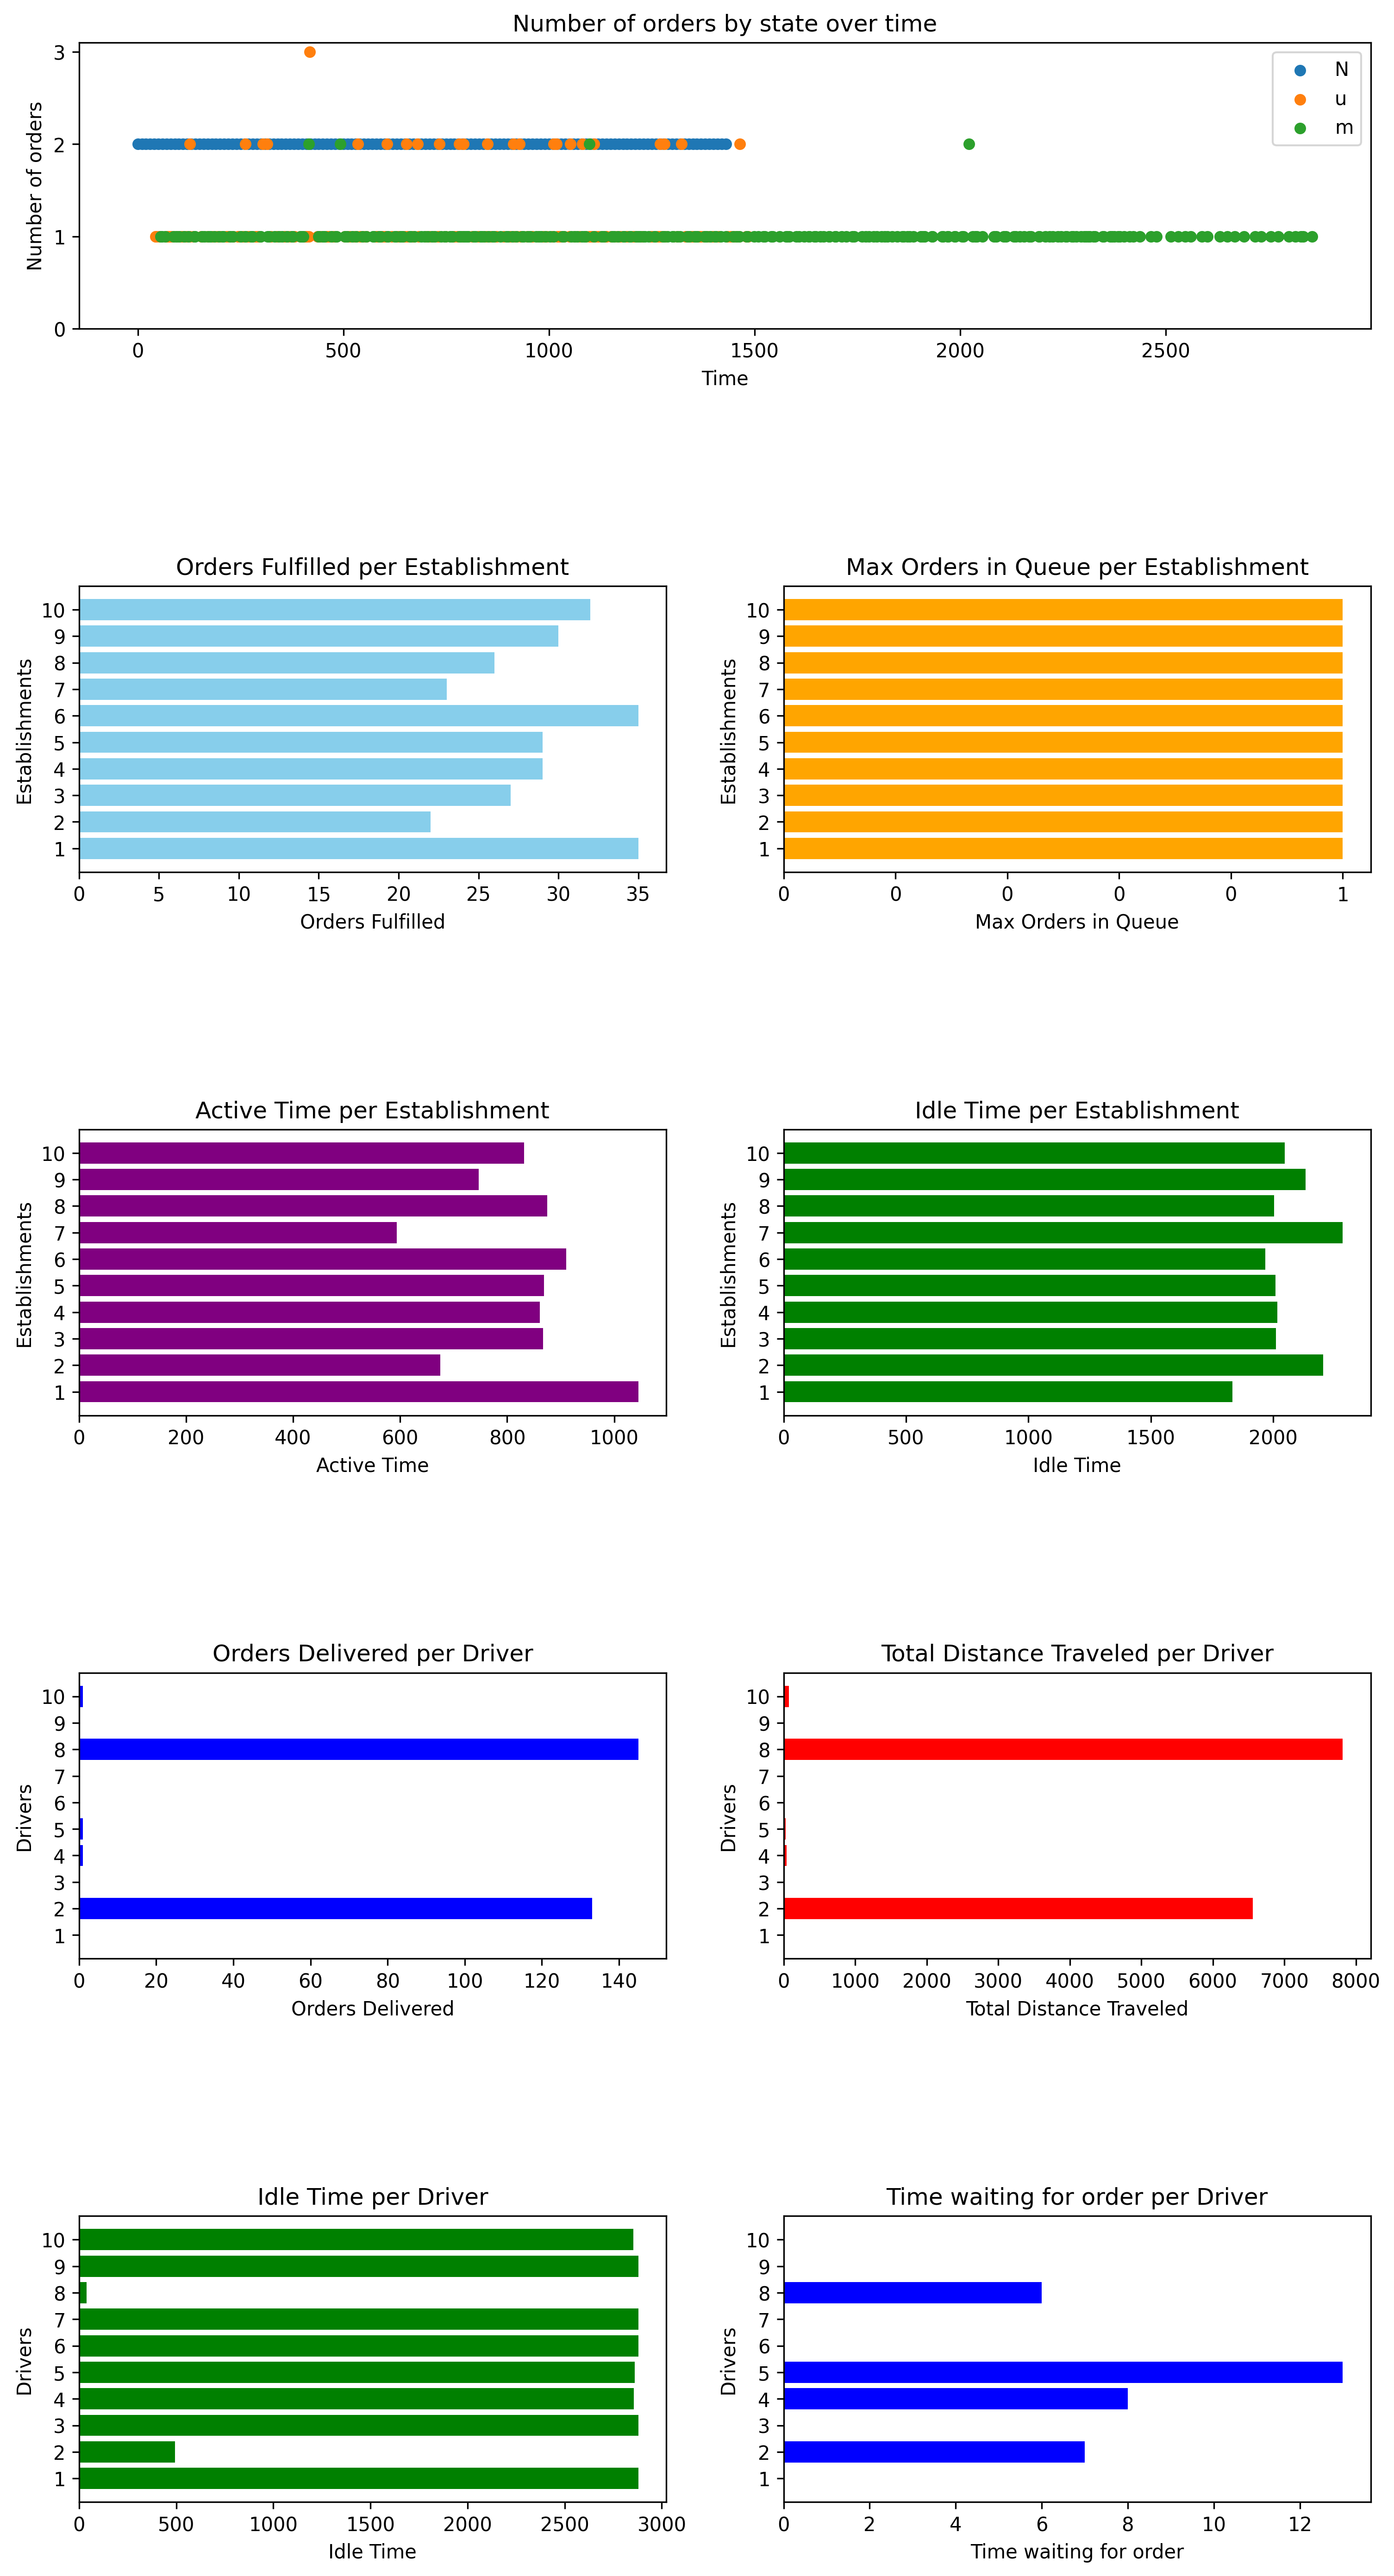 Number of orders by state over time
3
2
1
0
Number of orders
N
u
m
0 500 1000 1500 2000 2500
Time
Orders Fulfilled per Establishment
10
9
8
7
6
5
4
3
2
1
Establishments
0 5 10 15 20 25 30 35
Orders Fulfilled
Max Orders in Queue per Establishment
10
9
8
7
6
5
4
3
2
1
Establishments
0 0 0 0 0 1
Max Orders in Queue
Active Time per Establishment
10
9
8
7
6
5
4
3
2
1
Establishments
0 200 400 600 800 1000
Active Time
Idle Time per Establishment
10
9
8
7
6
5
4
3
2
1
Establishments
0 500 1000 1500 2000
Idle Time
Orders Delivered per Driver
10
9
8
7
6
5
4
3
2
1
Drivers
0 20 40 60 80 100 120 140
Orders Delivered
Total Distance Traveled per Driver
10
9
8
7
6
5
4
3
2
1
Drivers
0 1000 2000 3000 4000 5000 6000 7000 8000
Total Distance Traveled
Idle Time per Driver
10
9
8
7
6
5
4
3
2
1
Drivers
0 500 1000 1500 2000 2500 3000
Idle Time
Time waiting for order per Driver
10
9
8
7
6
5
4
3
2
1
Drivers
0 2 4 6 8 10 12
Time waiting for order